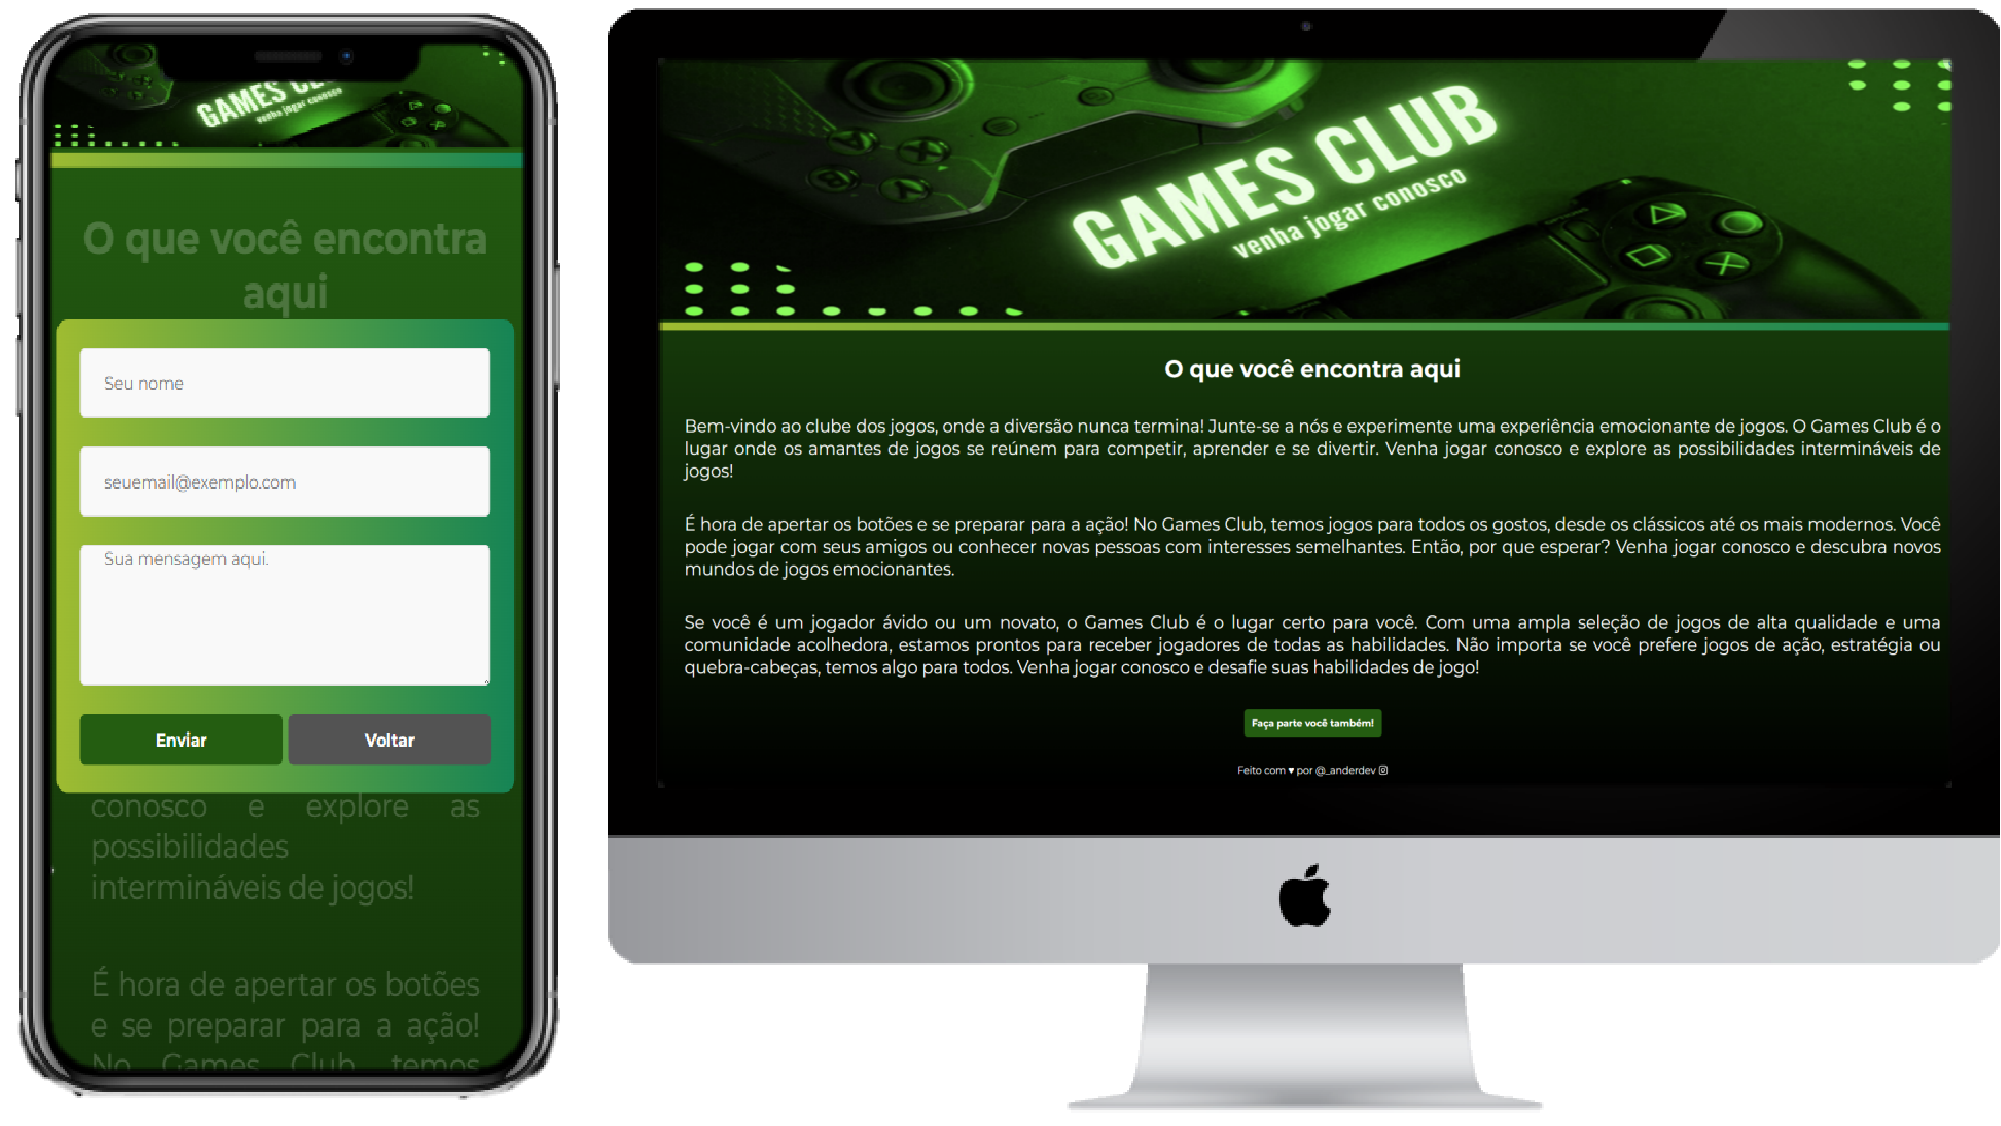 GAMES CL
venha jogar conosco
O que você encontra
aqui
Seu nome
seuemail@exemplo.com
Sua mensagem aqui.
Enviar
Voltar
conosco e explore as
possibilidades
intermináveis de jogos!
É hora de apertar os botões
e se preparar para a ação!
No Games Club, temos
GAMES CLUB
venha jogar conosco
O que você encontra aqui
Bem-vindo ao clube dos jogos, onde a diversão nunca termina! Junte-se a nós e experimente uma experiência emocionante de jogos. O Games Club é o
lugar onde os amantes de jogos se reúnem para competir, aprender e se divertir. Venha jogar conosco e explore as possibilidades intermináveis de
jogos!
É hora de apertar os botões e se preparar para a ação! No Games Club, temos jogos para todos os gostos, desde os clássicos até os mais modernos. Você
pode jogar com seus amigos ou conhecer novas pessoas com interesses semelhantes. Então, por que esperar? Venha jogar conosco e descubra novos
mundos de jogos emocionantes.
Se você é um jogador ávido ou um novato, o Games Club é o lugar certo para você. Com uma ampla seleção de jogos de alta qualidade e uma
comunidade acolhedora, estamos prontos para receber jogadores de todas as habilidades. Não importa se você prefere jogos de ação, estratégia ou
quebra-cabeças, temos algo para todos. Venha jogar conosco e desafie suas habilidades de jogo!
Faça parte você também!
Feito com ♥ por @_anderdev